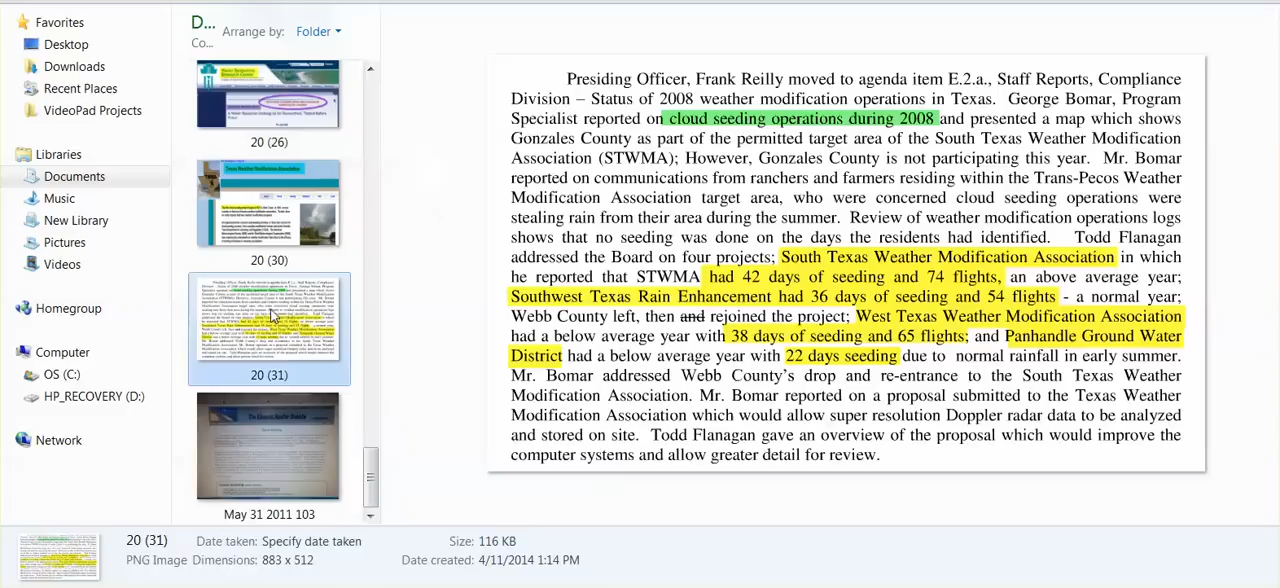 Favorites
Desktop
Downloads
Recent Places
VideoPad Projects
Libraries
Documents
Music
New Library
Pictures
Videos
Homegroup
Computer
OS (C:)
HP_RECOVERY (D:)
Network
D...
Co...
Arrange by: Folder
20 (26)
20 (30)
20 (31)
May 31 2011 103
Presiding Officer, Frank Reilly moved to agenda item E.2.a., Staff Reports, Compliance
Division – Status of 2008 weather modification operations in Texas. George Bomar, Program
Specialist reported on cloud seeding operations during 2008 and presented a map which shows
Gonzales County as part of the permitted target area of the South Texas Weather Modification
Association (STWMA); However, Gonzales County is not participating this year. Mr. Bomar
reported on communications from ranchers and farmers residing within the Trans-Pecos Weather
Modification Association target area, who were concerned cloud seeding operations were
stealing rain from the area during the summer. Review of weather modification operations logs
shows that no seeding was done on the days the residents had identified. Todd Flanagan
addressed the Board on four projects; South Texas Weather Modification Association in which
he reported that STWMA had 42 days of seeding and 74 flights, an above average year;
Southwest Texas Rain Enhancement had 36 days of seeding and 54 flights - a normal year;
Webb County left, then had rejoined the project; West Texas Weather Modification Association
had a below average year with 33 days of seeding and 65 flights; and Panhandle Ground Water
District had a below average year with 22 days seeding due to normal rainfall in early summer.
Mr. Bomar addressed Webb County's drop and re-entrance to the South Texas Weather
Modification Association. Mr. Bomar reported on a proposal submitted to the Texas Weather
Modification Association which would allow super resolution Doppler radar data to be analyzed
and stored on site. Todd Flanagan gave an overview of the proposal which would improve the
computer systems and allow greater detail for review.
20 (31)
PNG Image
Date taken: Specify date taken
Dimensions: 883 x 512
Size: 116 KB
Date created: /11/2014 1:14 PM